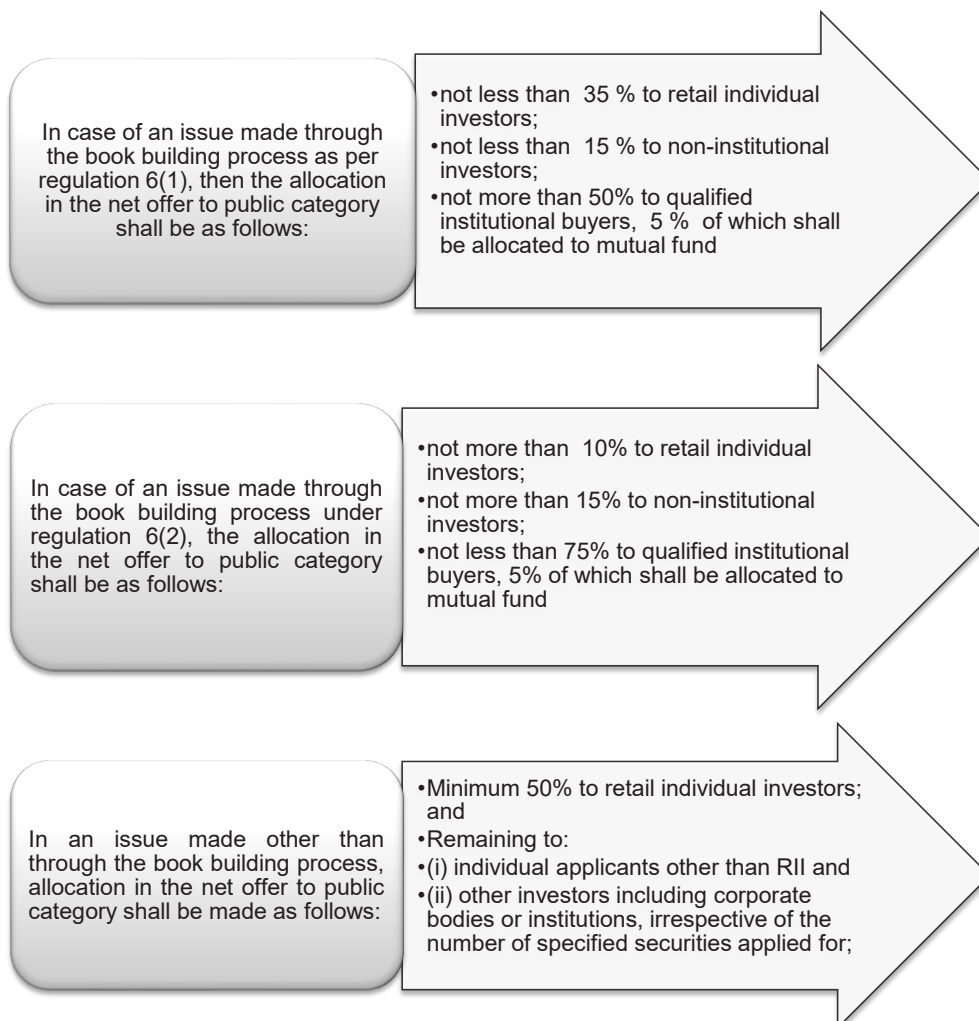 In case of an issue made through
the book building process as per
regulation 6(1), then the allocation
in the net offer to public category
shall be as follows:
•not less than 35 % to retail individual
investors;
•not less than 15 % to non-institutional
investors;
•not more than 50% to qualified
institutional buyers, 5 % of which shall
be allocated to mutual fund
In case of an issue made through
the book building process under
regulation 6(2), the allocation in
the net offer to public category
shall be as follows:
•not more than 10% to retail individual
investors;
•not more than 15% to non-institutional
investors;
•not less than 75% to qualified institutional
buyers, 5% of which shall be allocated to
mutual fund
In an issue made other than
through the book building process,
allocation in the net offer to public
category shall be made as follows:
•Minimum 50% to retail individual investors;
and
•Remaining to:
•(i) individual applicants other than RII and
•(ii) other investors including corporate
bodies or institutions, irrespective of the
number of specified securities applied for;